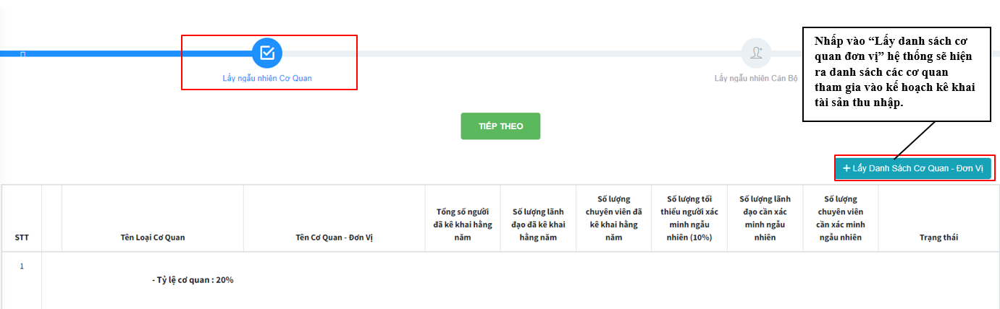 Lấy ngẫu nhiên Cơ Quan
Lấy ngẫu nhiên Cán Bộ
Nhấp vào “Lấy danh sách cơ
quan đơn vị” hệ thống sẽ hiện
ra danh sách các cơ quan
tham gia vào kế hoạch kê khai
tài sản thu nhập.
TIẾP THEO
+ Lấy Danh Sách Cơ Quan - Đơn Vị
STT
Tên Loại Cơ Quan
Tên Cơ Quan - Đơn Vị
Tổng số người
đã kê khai hằng
năm
Số lượng lãnh
đạo đã kê khai
hằng năm
Số lượng
chuyên viên đã
kê khai hằng
năm
Số lượng tối
thiểu người xác
minh ngẫu
nhiên (10%)
Số lượng lãnh
đạo cần xác
minh ngẫu
nhiên
Số lượng
chuyên viên
cần xác minh
ngẫu nhiên
Trạng thái
1
- Tỷ lệ cơ quan : 20%